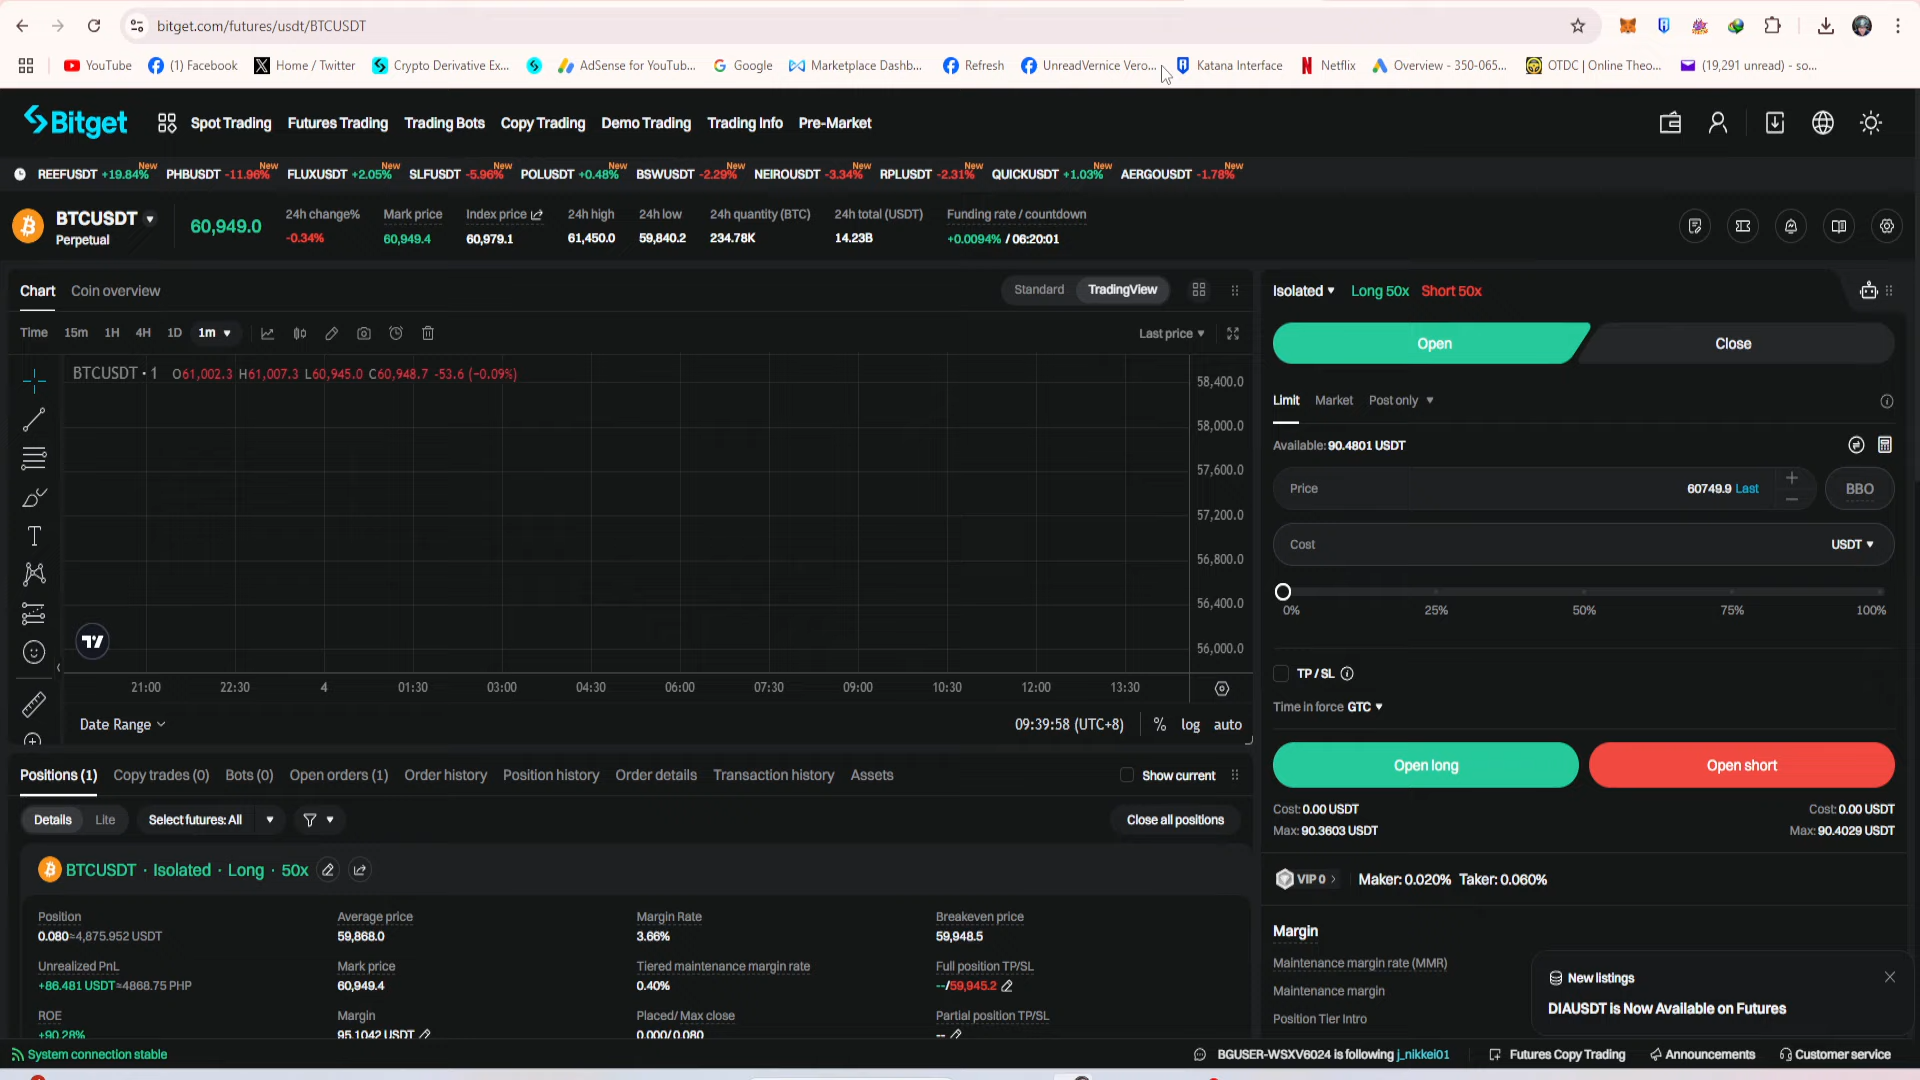 bitget.com/futures/usdt/BTCUSDT
YouTube (1) Facebook Home / Twitter Crypto Derivative Ex... AdSense for YouTub... Google Marketplace Dashb... Refresh UnreadVernice Vero... Katana Interface Netflix Overview - 350-065... OTDC | Online Theo... (19,291 unread) - so...
Bitget Spot Trading Futures Trading Trading Bots Copy Trading Demo Trading Trading Info Pre-Market
REEFUSDT +19.84% New PHBUSDT -11.96% New FLUXUSDT +2.05% New SLFUSDT -5.96% New POLUSDT +0.48% New BSWUSDT -2.29% New NEIROUSDT -3.34% New RPLUSDT -2.31% New QUICKUSDT +1.03% New AERGOUSDT -1.78% New
BTCUSDT
Perpetual
60,949.0
24h change% Mark price Index price 24h high 24h low 24h quantity (BTC) 24h total (USDT) Funding rate / countdown
-0.34% 60,949.4 60,979.1 61,450.0 59,840.2 234.78K 14.23B +0.0094% / 06:20:01
Chart Coin overview Standard TradingView
Time 15m 1H 4H 1D 1m Last price
BTCUSDT • 1 O61,002.3 H61,007.3 L60,945.0 C60,948.7 -53.6 (−0.09%)
58,400.0
58,000.0
57,600.0
57,200.0
56,800.0
56,400.0
56,000.0
21:00 22:30 4 01:30 03:00 04:30 06:00 07:30 09:00 10:30 12:00 13:30
Date Range 09:39:58 (UTC+8) % log auto
Isolated Long 50x Short 50x
Open Close
Limit Market Post only
Available: 90.4801 USDT
Price 60749.9 Last BBO
Cost USDT
0% 25% 50% 75% 100%
TP / SL
Time in force GTC
Open long Open short
Cost: 0.00 USDT Cost: 0.00 USDT
Max: 90.3603 USDT Max: 90.4029 USDT
VIP 0 Maker: 0.020% Taker: 0.060%
Margin
Maintenance margin rate (MMR)
Maintenance margin
Position Tier Intro
New listings
DIAUSDT is Now Available on Futures
Positions (1) Copy trades (0) Bots (0) Open orders (1) Order history Position history Order details Transaction history Assets Show current
Details Lite Select futures: All Close all positions
BTCUSDT · Isolated · Long · 50x
Position Average price Margin Rate Breakeven price
0.080≈4,875.952 USDT 59,868.0 3.66% 59,948.5
Unrealized PnL Mark price Tiered maintenance margin rate Full position TP/SL
+86.481 USDT≈4868.75 PHP 60,949.4 0.40% --/59,945.2
ROE Margin Placed/ Max close Partial position TP/SL
+90.28% 95.1042 USDT 0.000/ 0.080 --
System connection stable BGUSER-WSXV6024 is following j_nikkei01 Futures Copy Trading Announcements Customer service